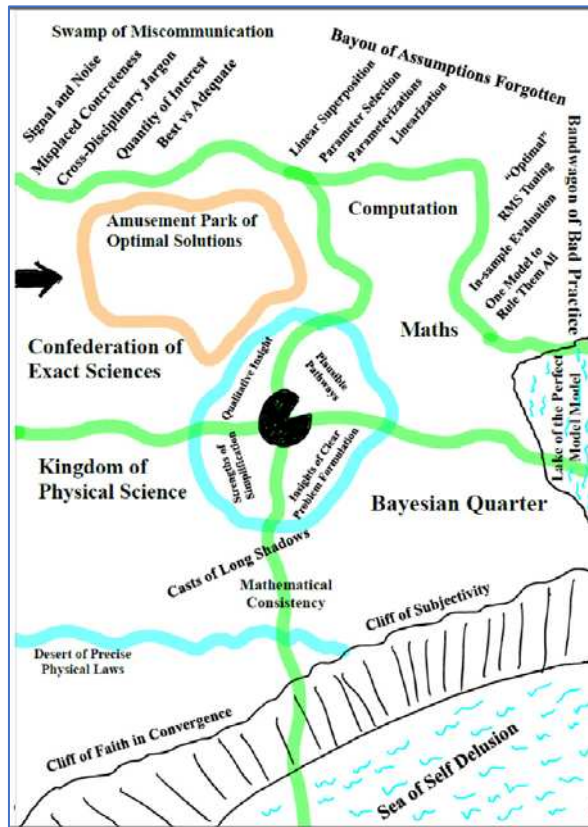 Swamp of Miscommunication
Signal and Noise
Misplaced Concreteness
Cross-Disciplinary Jargon
Quantity of Interest
Best vs Adequate
Bayou of Assumptions Forgotten
Linear Superposition
Parameter Selection
Parameterizations
Linearization
Bandwagon of Bad Practice
"Optimal"
RMS Tuning
In-sample Evaluation
One Model to
Rule Them All
Amusement Park of
Optimal Solutions
Computation
Maths
Confederation of
Exact Sciences
Qualitative Insight
Plausible
Pathways
Strengths of
Simplification
Insights of Clear
Problem Formulation
Lake of the Perfect
Model Model
Kingdom of
Physical Science
Bayesian Quarter
Casts of Long Shadows
Mathematical
Consistency
Desert of Precise
Physical Laws
Cliff of Subjectivity
Cliff of Faith in Convergence
Sea of Self Delusion